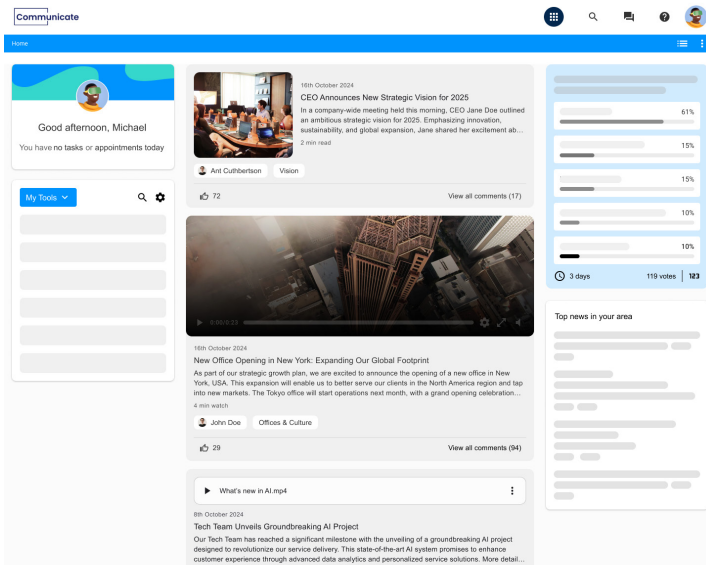 Communicate
Home
Good afternoon, Michael
You have no tasks or appointments today
My Tools
16th October 2024
CEO Announces New Strategic Vision for 2025
In a company-wide meeting held this morning, CEO Jane Doe outlined
an ambitious strategic vision for 2025. Emphasizing innovation,
sustainability, and global expansion, Jane shared her excitement ab...
2 min read
Ant Cuthbertson Vision
72 View all comments (17)
0:00/0:23
16th October 2024
New Office Opening in New York: Expanding Our Global Footprint
As part of our strategic growth plan, we are excited to announce the opening of a new office in New
York, USA. This expansion will enable us to better serve our clients in the North America region and tap
into new markets. The Tokyo office will start operations next month, with a grand opening celebration...
4 min watch
John Doe Offices & Culture
29 View all comments (94)
What's new in AI.mp4
8th October 2024
Tech Team Unveils Groundbreaking AI Project
Our Tech Team has reached a significant milestone with the unveiling of a groundbreaking AI project
designed to revolutionize our service delivery. This state-of-the-art AI system promises to enhance
customer experience through advanced data analytics and personalized service solutions. More detail...
61%
15%
15%
10%
10%
3 days 119 votes 123
Top news in your area